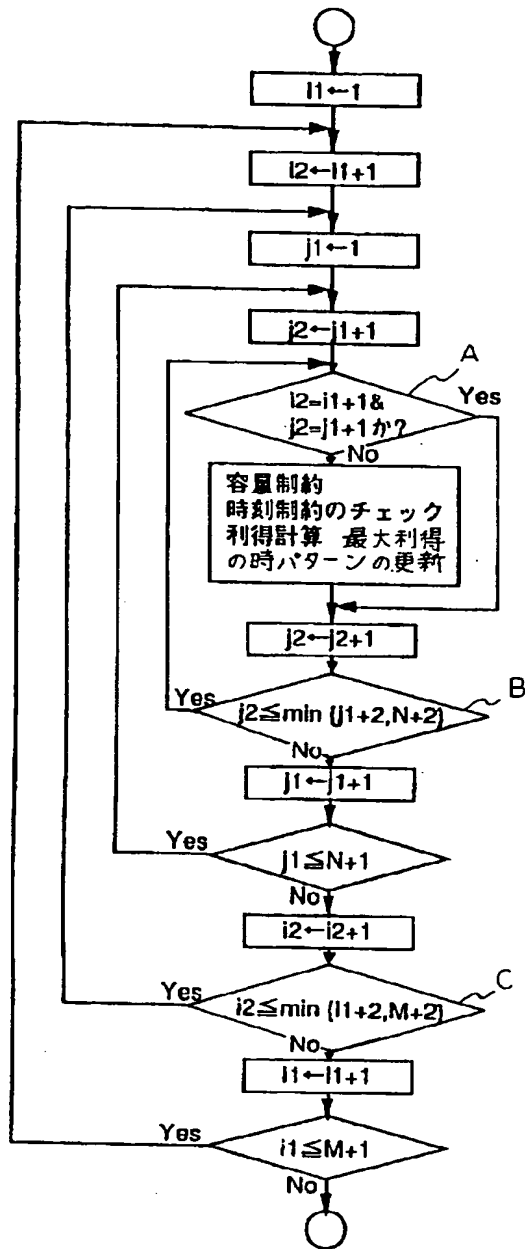 i1←1
i2←i1+1
j1←1
j2←j1+1
A
i2=i1+1&
j2=j1+1か?
Yes
No
容量制約
時刻制約のチェック
利得計算 最大利得
の時パターンの更新
j2←j2+1
Yes
j2≦min {j1+2,N+2}
B
No
j1←j1+1
Yes
j1≦N+1
No
i2←i2+1
Yes
i2≦min {i1+2,M+2}
C
No
i1←i1+1
Yes
i1≦M+1
No